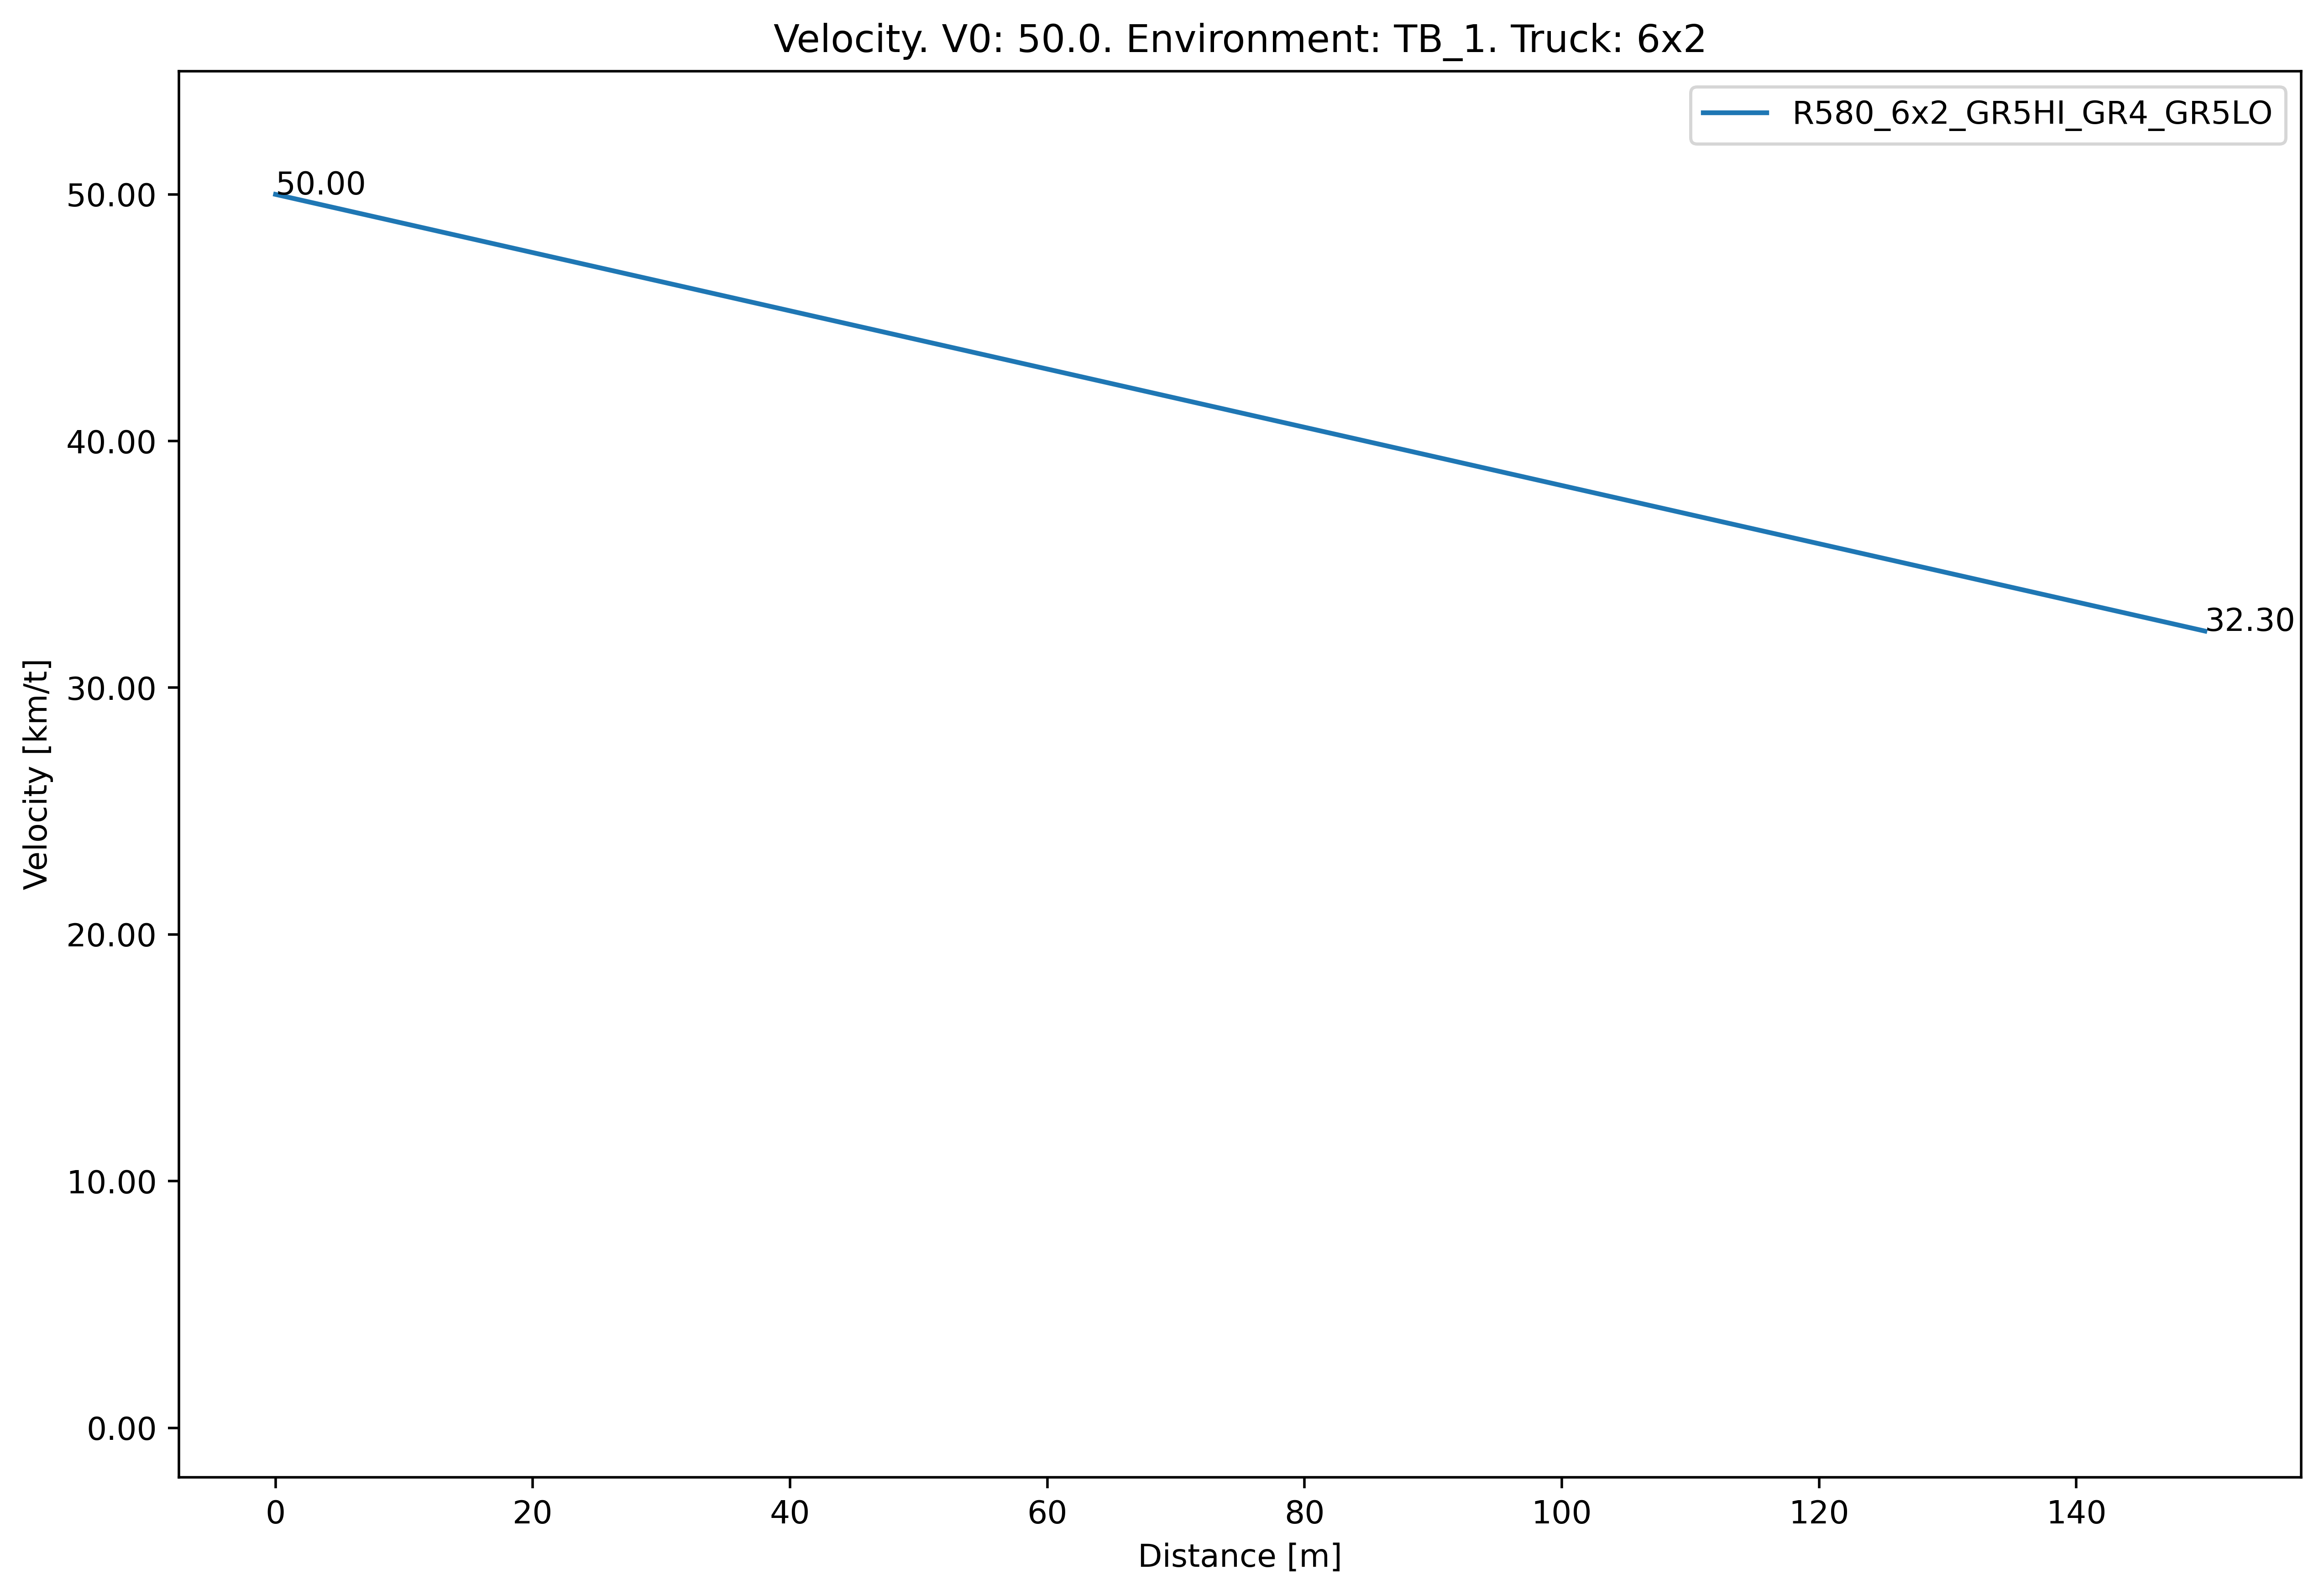 Velocity. V0: 50.0. Environment: TB_1. Truck: 6x2
R580_6x2_GR5HI_GR4_GR5LO
50.00
32.30
50.00
40.00
30.00
20.00
10.00
0.00
Velocity [km/t]
0 20 40 60 80 100 120 140
Distance [m]